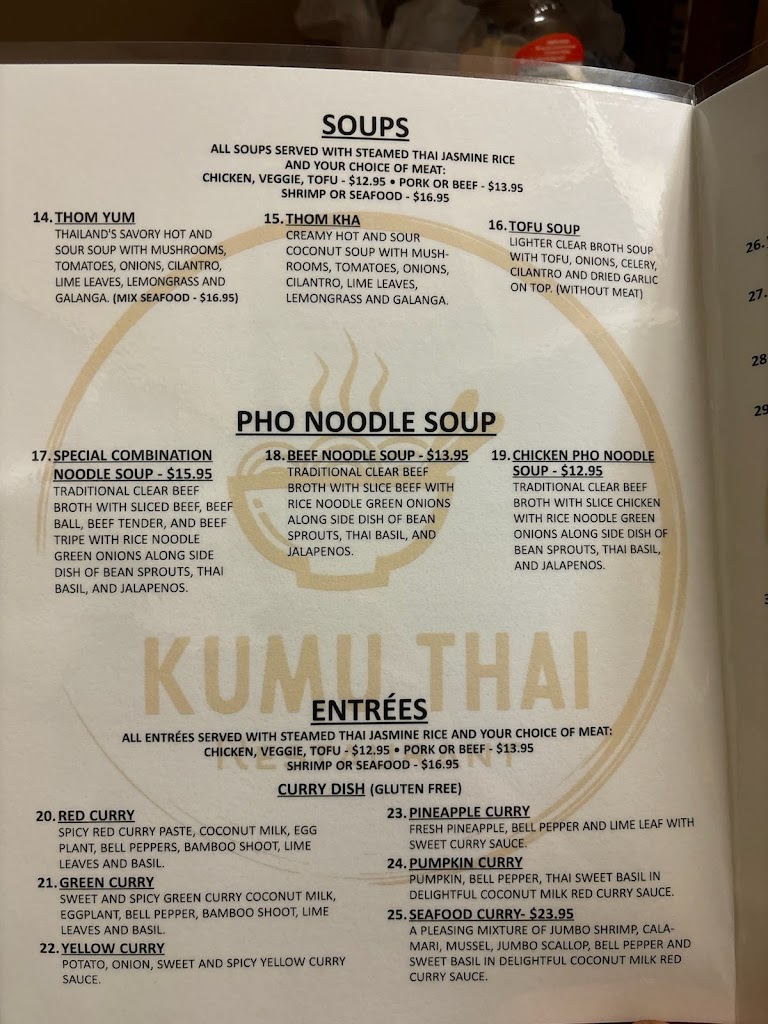 SOUPS
ALL SOUPS SERVED WITH STEAMED THAI JASMINE RICE
AND YOUR CHOICE OF MEAT:
CHICKEN, VEGGIE, TOFU - $12.95 • PORK OR BEEF - $13.95
SHRIMP OR SEAFOOD - $16.95
14. THOM YUM
THAILAND'S SAVORY HOT AND
SOUR SOUP WITH MUSHROOMS,
TOMATOES, ONIONS, CILANTRO,
LIME LEAVES, LEMONGRASS AND
GALANGA. (MIX SEAFOOD - $16.95)
15. THOM KHA
CREAMY HOT AND SOUR
COCONUT SOUP WITH MUSH-
ROOMS, TOMATOES, ONIONS,
CILANTRO, LIME LEAVES,
LEMONGRASS AND GALANGA.
16. TOFU SOUP
LIGHTER CLEAR BROTH SOUP
WITH TOFU, ONIONS, CELERY,
CILANTRO AND DRIED GARLIC
ON TOP. (WITHOUT MEAT)
PHO NOODLE SOUP
17. SPECIAL COMBINATION
NOODLE SOUP - $15.95
TRADITIONAL CLEAR BEEF
BROTH WITH SLICED BEEF, BEEF
BALL, BEEF TENDER, AND BEEF
TRIPE WITH RICE NOODLE
GREEN ONIONS ALONG SIDE
DISH OF BEAN SPROUTS, THAI
BASIL, AND JALAPENOS.
18. BEEF NOODLE SOUP - $13.95
TRADITIONAL CLEAR BEEF
BROTH WITH SLICE BEEF WITH
RICE NOODLE GREEN ONIONS
ALONG SIDE DISH OF BEAN
SPROUTS, THAI BASIL, AND
JALAPENOS.
19. CHICKEN PHO NOODLE
SOUP - $12.95
TRADITIONAL CLEAR BEEF
BROTH WITH SLICE CHICKEN
WITH RICE NOODLE GREEN
ONIONS ALONG SIDE DISH OF
BEAN SPROUTS, THAI BASIL,
AND JALAPENOS.
KUMU THAI
ENTRÉES
ALL ENTRÉES SERVED WITH STEAMED THAI JASMINE RICE AND YOUR CHOICE OF MEAT:
CHICKEN, VEGGIE, TOFU - $12.95 • PORK OR BEEF - $13.95
SHRIMP OR SEAFOOD - $16.95
CURRY DISH (GLUTEN FREE)
20. RED CURRY
SPICY RED CURRY PASTE, COCONUT MILK, EGG
PLANT, BELL PEPPERS, BAMBOO SHOOT, LIME
LEAVES AND BASIL.
21. GREEN CURRY
SWEET AND SPICY GREEN CURRY COCONUT MILK,
EGGPLANT, BELL PEPPER, BAMBOO SHOOT, LIME
LEAVES AND BASIL.
22. YELLOW CURRY
POTATO, ONION, SWEET AND SPICY YELLOW CURRY
SAUCE.
23. PINEAPPLE CURRY
FRESH PINEAPPLE, BELL PEPPER AND LIME LEAF WITH
SWEET CURRY SAUCE.
24. PUMPKIN CURRY
PUMPKIN, BELL PEPPER, THAI SWEET BASIL IN
DELIGHTFUL COCONUT MILK RED CURRY SAUCE.
25. SEAFOOD CURRY- $23.95
A PLEASING MIXTURE OF JUMBO SHRIMP, CALA-
MARI, MUSSEL, JUMBO SCALLOP, BELL PEPPER AND
SWEET BASIL IN DELIGHTFUL COCONUT MILK RED
CURRY SAUCE.
26.
27.
28
29